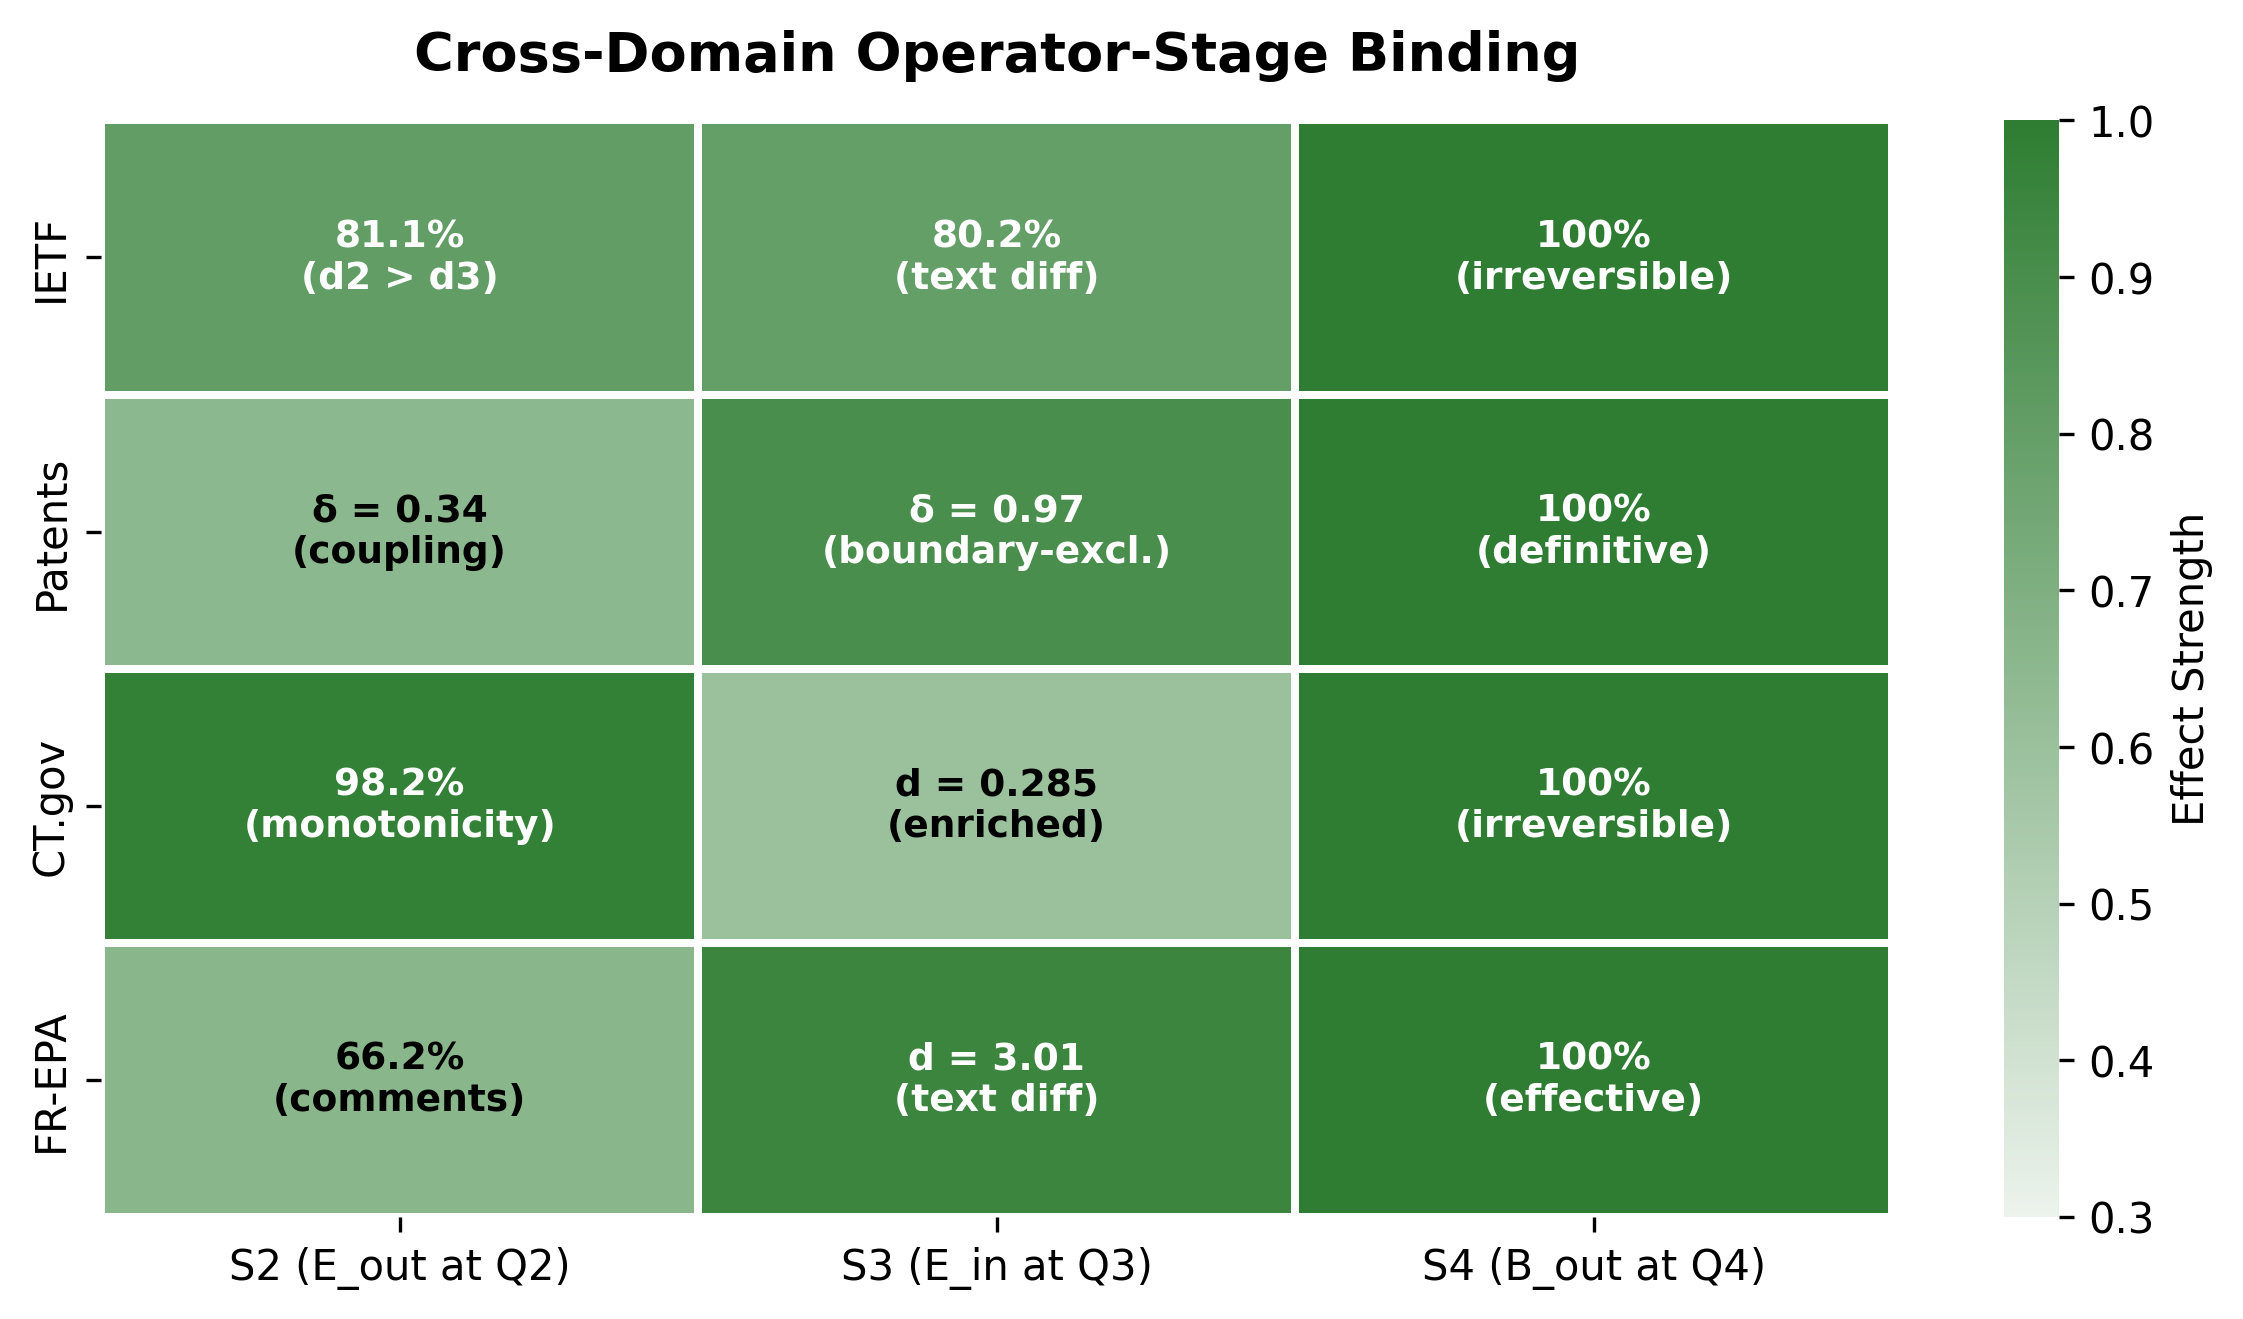 Cross-Domain Operator-Stage Binding
IETF
81.1%
(d2 > d3)
80.2%
(text diff)
100%
(irreversible)
Patents
δ = 0.34
(coupling)
δ = 0.97
(boundary-excl.)
100%
(definitive)
CT.gov
98.2%
(monotonicity)
d = 0.285
(enriched)
100%
(irreversible)
FR-EPA
66.2%
(comments)
d = 3.01
(text diff)
100%
(effective)
S2 (E_out at Q2)
S3 (E_in at Q3)
S4 (B_out at Q4)
1.0
0.9
0.8
0.7
0.6
0.5
0.4
0.3
Effect Strength